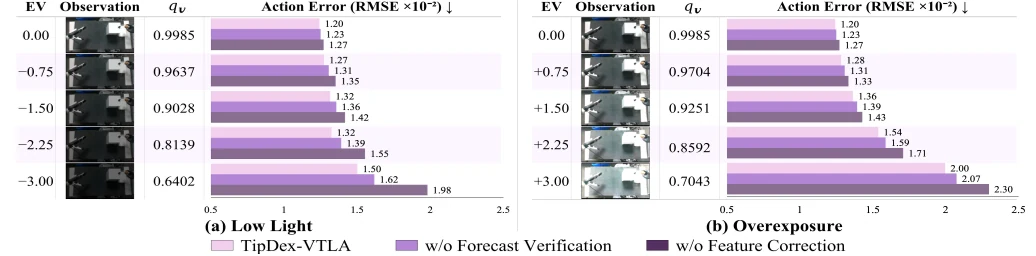 EV Observation qv Action Error (RMSE ×10⁻²) ↓
0.00 0.9985 1.20 1.23 1.27
−0.75 0.9637 1.27 1.31 1.35
−1.50 0.9028 1.32 1.36 1.42
−2.25 0.8139 1.32 1.39 1.55
−3.00 0.6402 1.50 1.62 1.98
0.5 1 1.5 2 2.5
(a) Low Light
EV Observation qv Action Error (RMSE ×10⁻²) ↓
0.00 0.9985 1.20 1.23 1.27
+0.75 0.9704 1.28 1.31 1.33
+1.50 0.9251 1.36 1.39 1.43
+2.25 0.8592 1.54 1.59 1.71
+3.00 0.7043 2.00 2.07 2.30
0.5 1 1.5 2 2.5
(b) Overexposure
TipDex-VTLA w/o Forecast Verification w/o Feature Correction